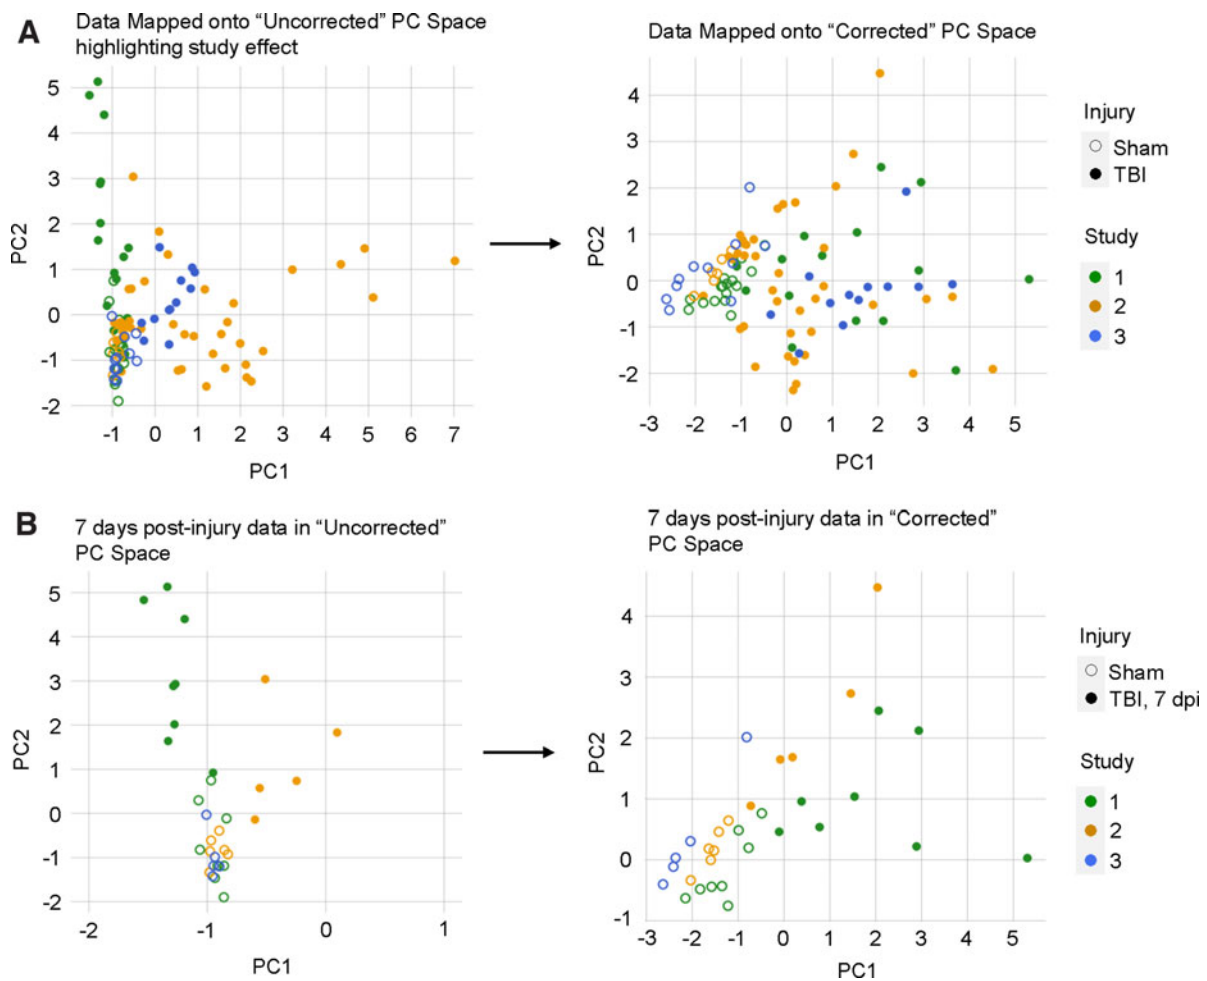 A
Data Mapped onto “Uncorrected” PC Space
highlighting study effect
5
4
3
2
1
0
-1
-2
PC2
-1 0 1 2 3 4 5 6 7
PC1
Data Mapped onto “Corrected” PC Space
4
3
2
1
0
-1
-2
PC2
-3 -2 -1 0 1 2 3 4 5
PC1
Injury
Sham
TBI
Study
1
2
3
B
7 days post-injury data in “Uncorrected”
PC Space
5
4
3
2
1
0
-1
-2
PC2
-2 -1 0 1
PC1
7 days post-injury data in “Corrected”
PC Space
4
3
2
1
0
-1
PC2
-3 -2 -1 0 1 2 3 4 5
PC1
Injury
Sham
TBI, 7 dpi
Study
1
2
3